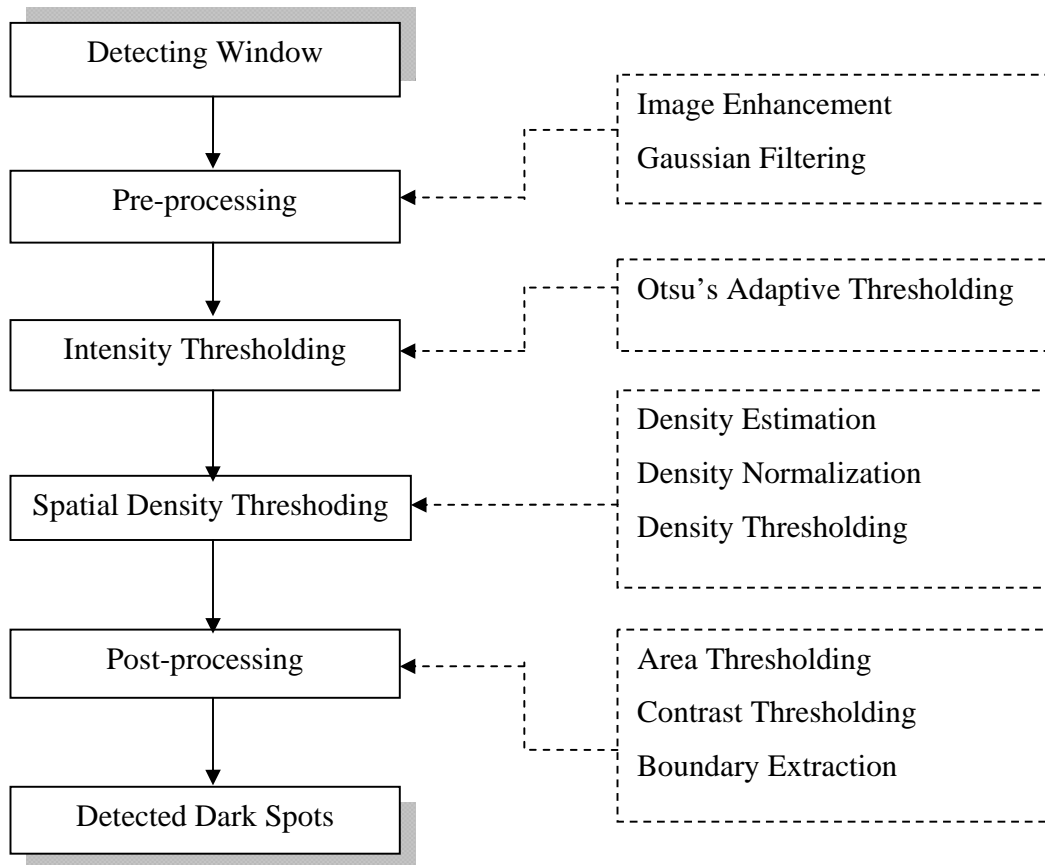 Detecting Window
Image Enhancement
Gaussian Filtering
Pre-processing
Otsu’s Adaptive Thresholding
Intensity Thresholding
Density Estimation
Density Normalization
Density Thresholding
Spatial Density Threshoding
Post-processing
Area Thresholding
Contrast Thresholding
Boundary Extraction
Detected Dark Spots